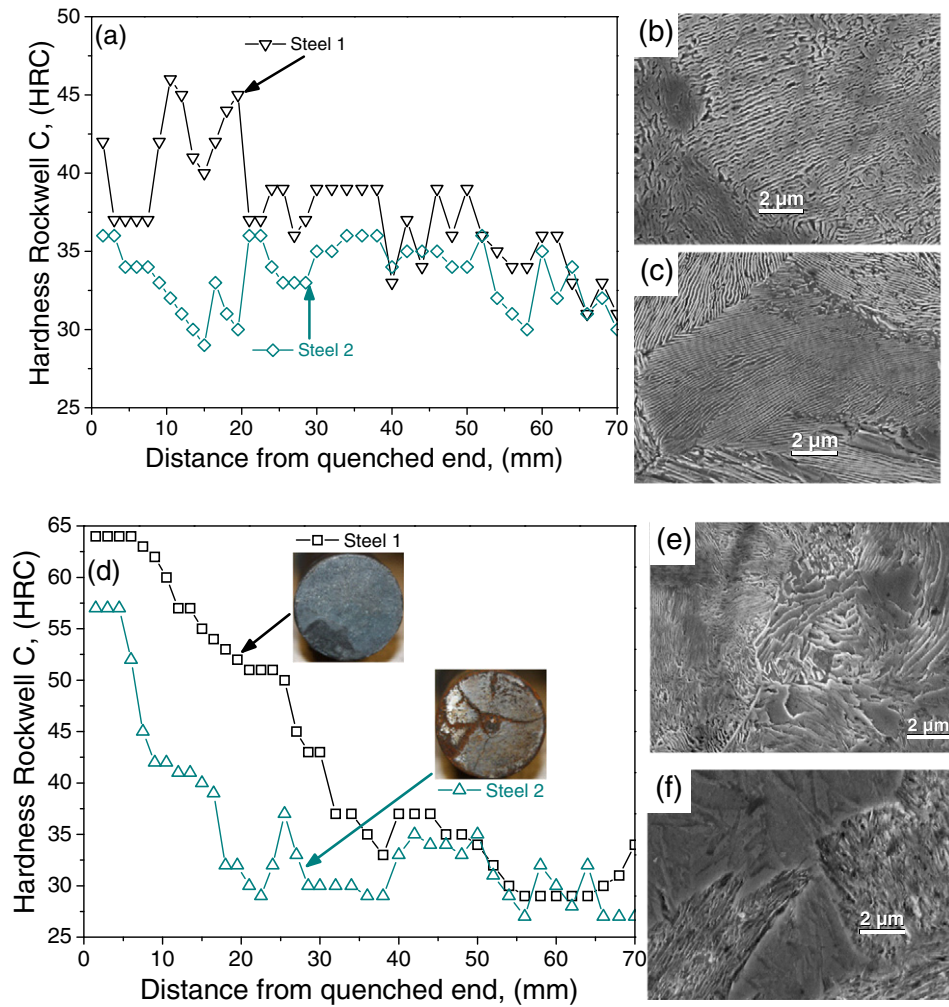 (a)
Steel 1
Steel 2
50
45
40
35
30
25
0
10
20
30
40
50
60
70
Hardness Rockwell C, (HRC)
Distance from quenched end, (mm)
(b)
2 µm
(c)
2 µm
(d)
Steel 1
Steel 2
65
60
55
50
45
40
35
30
25
0
10
20
30
40
50
60
70
Hardness Rockwell C, (HRC)
Distance from quenched end, (mm)
(e)
2 µm
(f)
2 µm